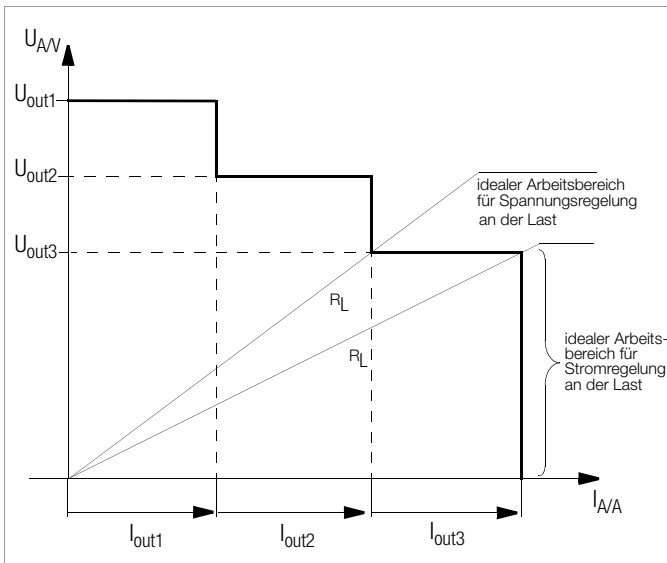 U_A/V
U_out1
U_out2
idealer Arbeitsbereich
für Spannungsregelung
an der Last
U_out3
R_L
R_L
idealer Arbeits-
bereich für
Stromregelung
an der Last
I_A/A
I_out1
I_out2
I_out3